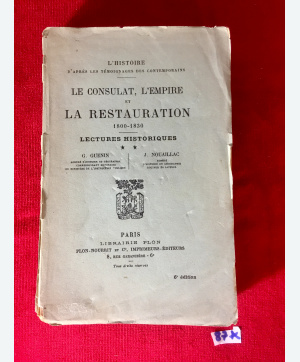 L'HISTOIRE
D'APRÈS LES TÉMOIGNAGES DES CONTEMPORAINS
LE CONSULAT, L'EMPIRE
ET
LA RESTAURATION
1800-1830
LECTURES HISTORIQUES
G. GUENIN
J. NOUAILLAC
PARIS
LIBRAIRIE PLON
PLON-NOURRIT ET Cie, IMPRIMEURS-ÉDITEURS
8, RUE GARANCIÈRE - 6e
Tous droits réservés
6e édition